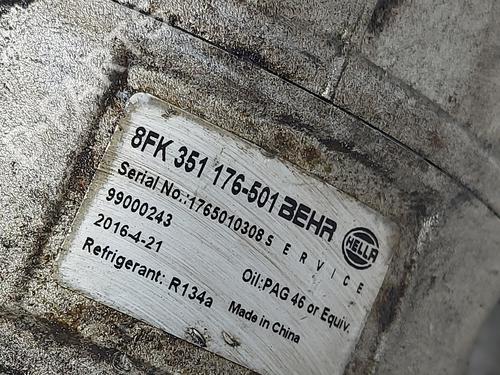 8FK 351 176-501 BEHR HELLA
Serial No.:1765010308 SERVICE
99000243
2016-4-21 Oil:PAG 46 or Equiv.
Refrigerant: R134a Made in China